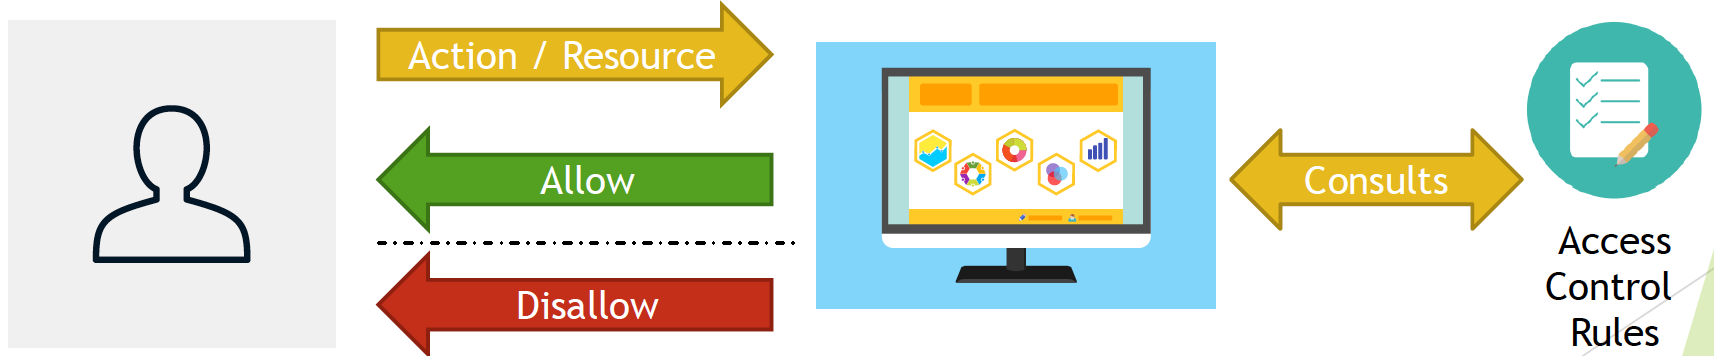 Action / Resource
Allow
Disallow
Consults
Access
Control
Rules